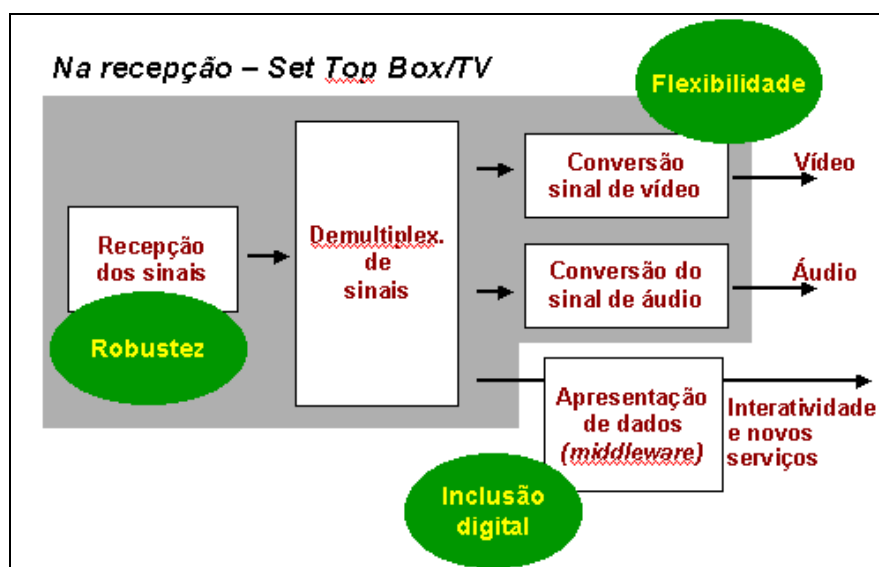 Na recepção – Set Top Box/TV
Flexibilidade
Conversão
sinal de vídeo
Vídeo
Recepção
dos sinais
Demultiplex.
de
sinais
Conversão do
sinal de áudio
Áudio
Robustez
Apresentação
de dados
(middleware)
Interatividade
e novos
serviços
Inclusão
digital